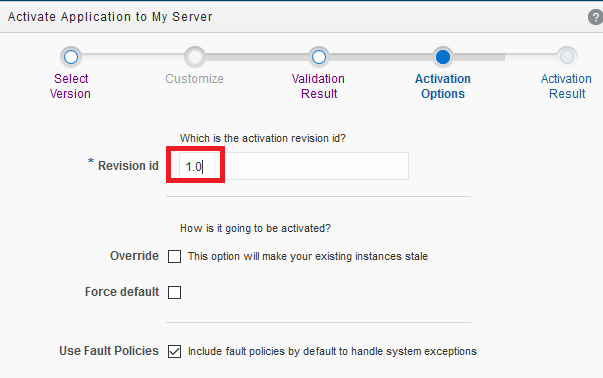 Activate Application to My Server
?
Select Version
Customize
Validation Result
Activation Options
Activation Result
Which is the activation revision id?
* Revision id 1.0
How is it going to be activated?
Override This option will make your existing instances stale
Force default
Use Fault Policies Include fault policies by default to handle system exceptions